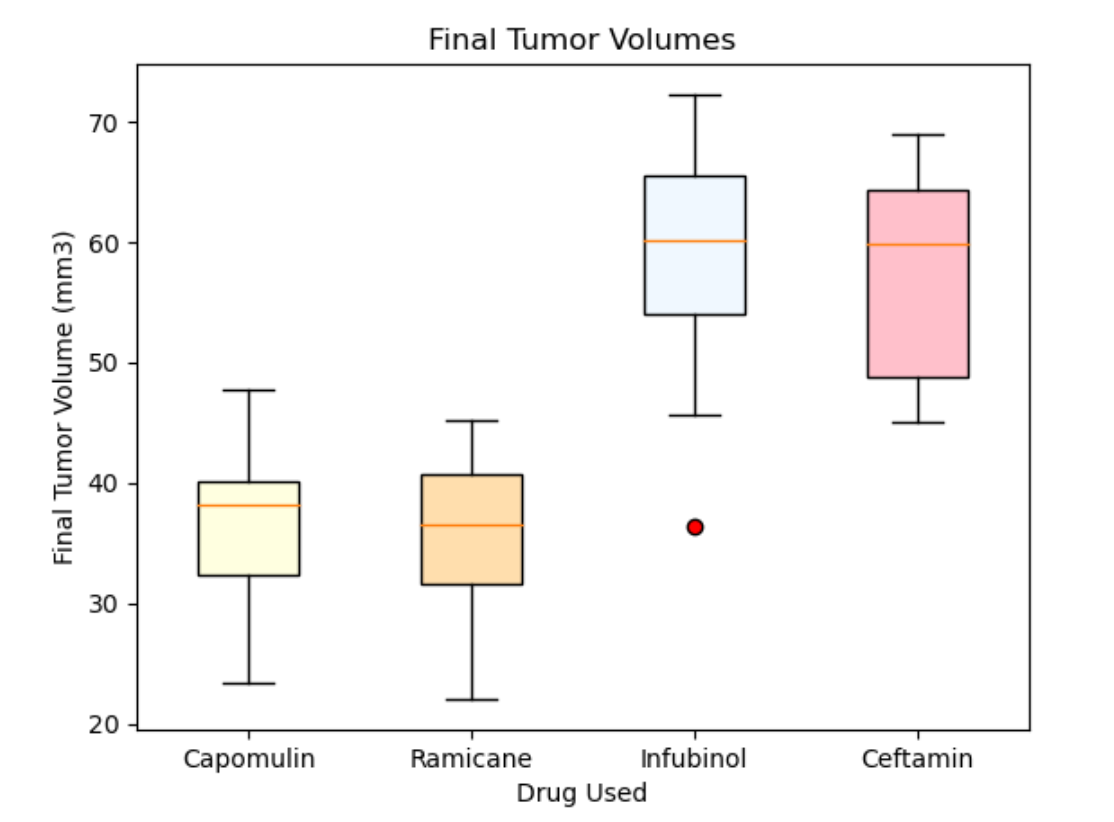 Final Tumor Volumes
Final Tumor Volume (mm3)
70
60
50
40
30
20
Capomulin Ramicane Infubinol Ceftamin
Drug Used